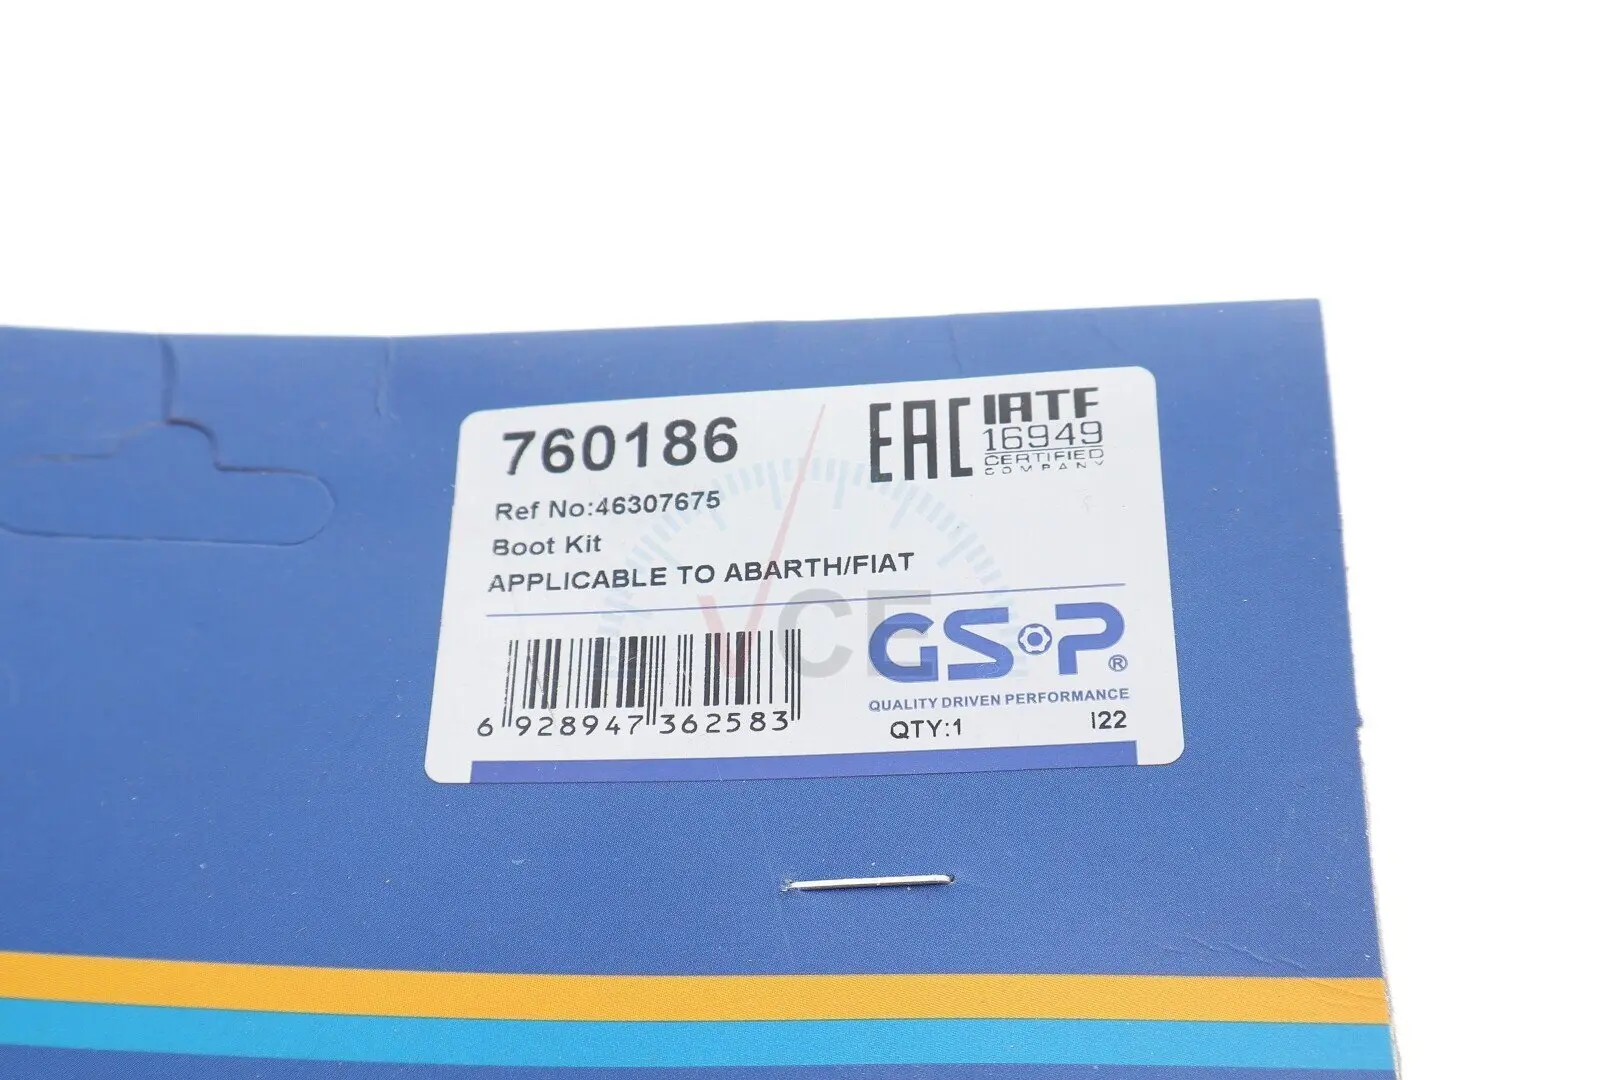 760186
EAC
IATF
16949
CERTIFIED
COMPANY
Ref No:46307675
Boot Kit
APPLICABLE TO ABARTH/FIAT
VCE
GSP®
QUALITY DRIVEN PERFORMANCE
6 928947 362583
QTY:1
I22